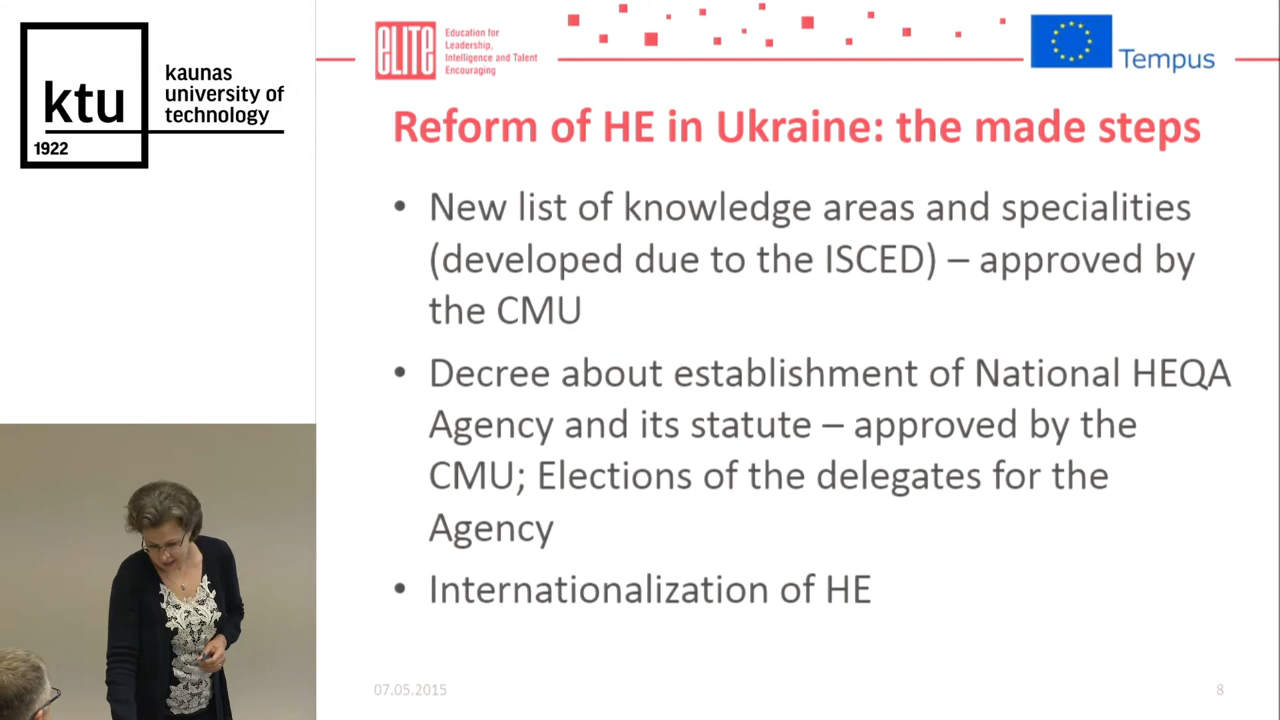 ktu
1922
kaunas
university of
technology
ELITE
Education for
Leadership,
Intelligence and Talent
Encouraging
Tempus
Reform of HE in Ukraine: the made steps
• New list of knowledge areas and specialities
(developed due to the ISCED) – approved by
the CMU
• Decree about establishment of National HEQA
Agency and its statute – approved by the
CMU; Elections of the delegates for the
Agency
• Internationalization of HE
07.05.2015
8